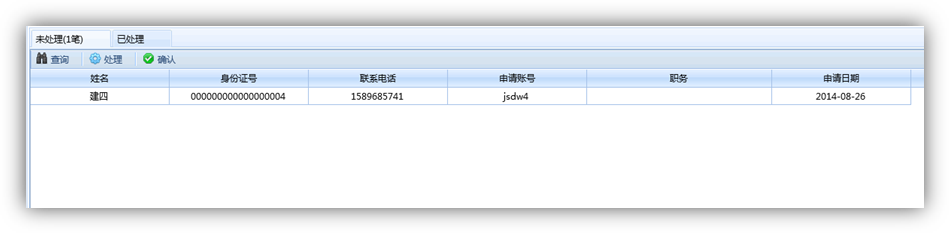 未处理(1笔) 已处理
查询 处理 确认
姓名 身份证号 联系电话 申请账号 职务 申请日期
建四 000000000000000004 1589685741 jsdw4 2014-08-26